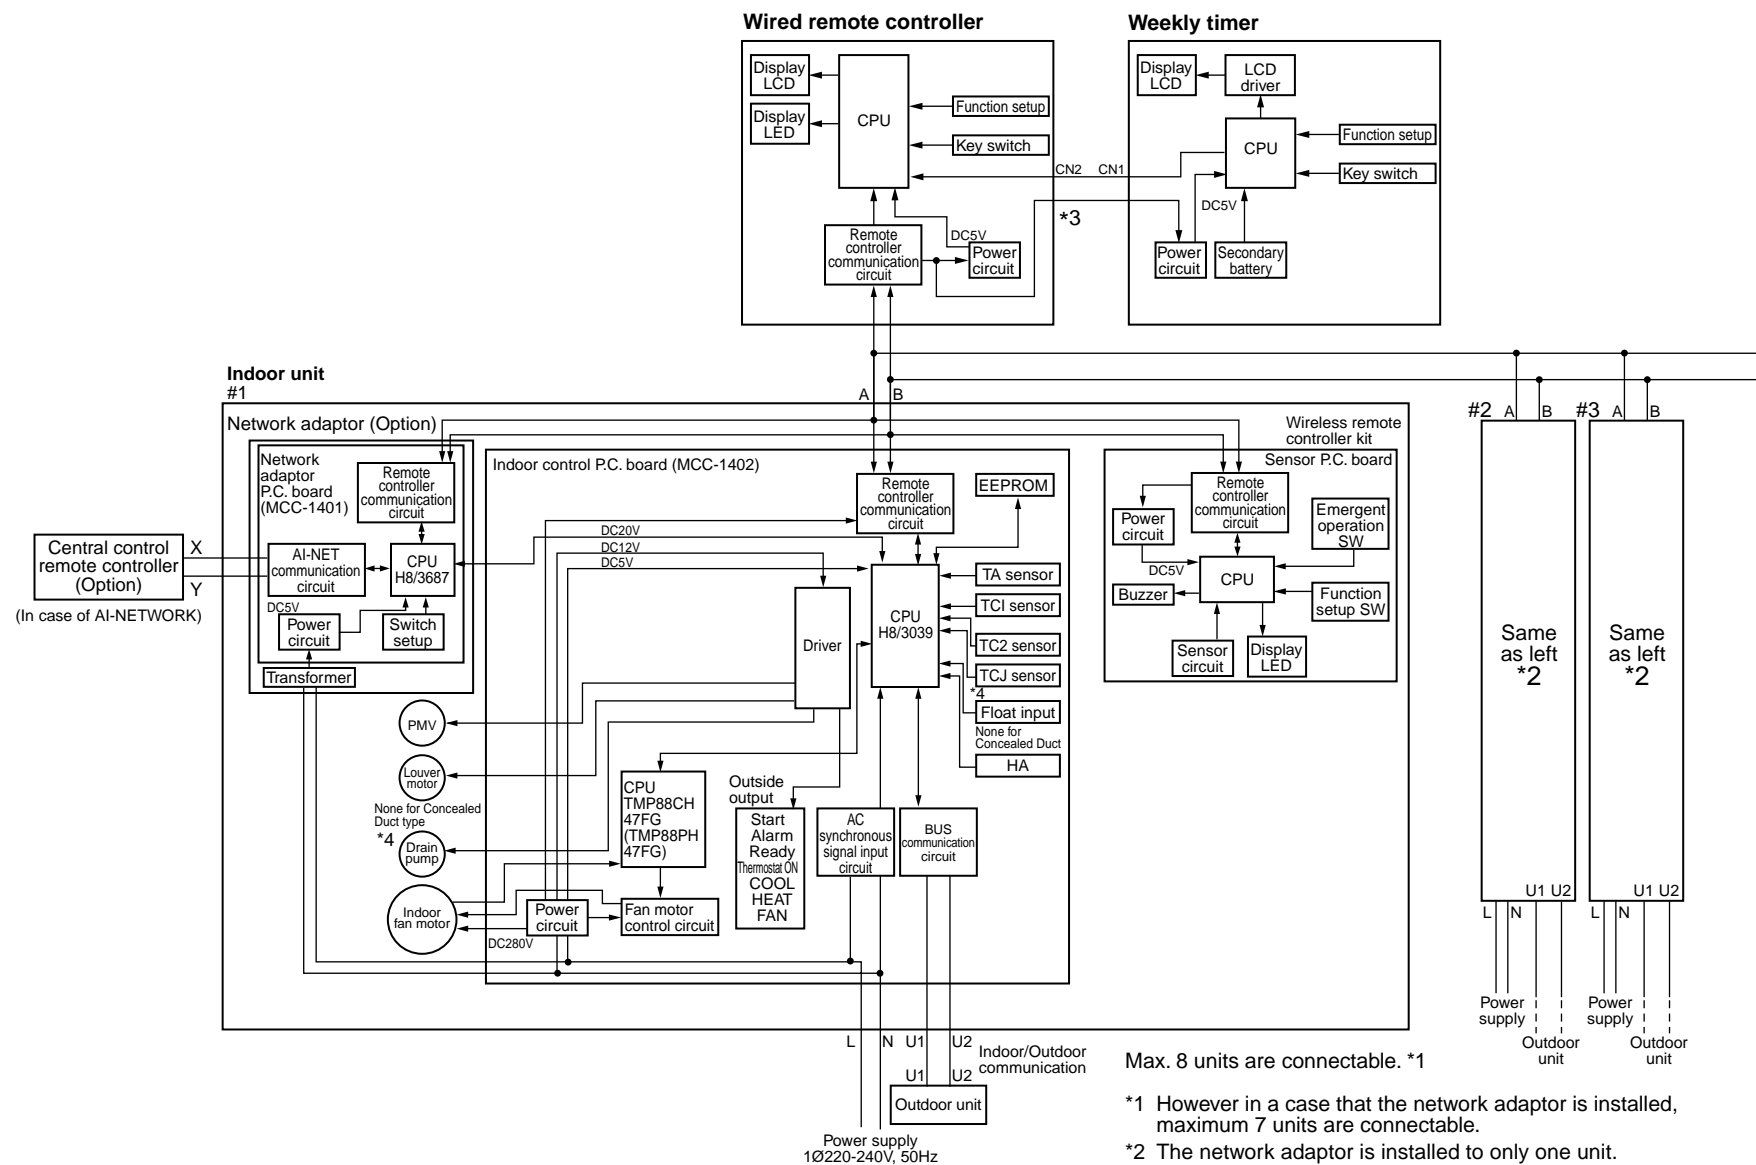 Wired remote controller
Weekly timer
Display
LCD
Display
LED
CPU
Function setup
Key switch
Remote
controller
communication
circuit
DC5V
Power
circuit
CN2
CN1
*3
Display
LCD
LCD
driver
CPU
Function setup
Key switch
DC5V
Power
circuit
Secondary
battery
Indoor unit
#1
A
B
Network adaptor (Option)
Network
adaptor
P.C. board
(MCC-1401)
Remote
controller
communication
circuit
AI-NET
communication
circuit
CPU
H8/3687
DC5V
Power
circuit
Switch
setup
Transformer
Central control
remote controller
(Option)
X
Y
(In case of AI-NETWORK)
Indoor control P.C. board (MCC-1402)
Remote
controller
communication
circuit
EEPROM
DC20V
DC12V
DC5V
Driver
CPU
H8/3039
TA sensor
TCI sensor
TC2 sensor
TCJ sensor
*4
Float input
None for
Concealed Duct
HA
PMV
Louver
motor
None for Concealed
Duct type
*4
Drain
pump
Indoor
fan motor
CPU
TMP88CH
47FG
(TMP88PH
47FG)
Outside
output
Start
Alarm
Ready
Thermostat ON
COOL
HEAT
FAN
AC
synchronous
signal input
circuit
BUS
communication
circuit
Power
circuit
DC280V
Fan motor
control circuit
Wireless remote
controller kit
Sensor P.C. board
Remote
controller
communication
circuit
Power
circuit
DC5V
Emergent
operation
SW
CPU
Buzzer
Function
setup SW
Sensor
circuit
Display
LED
#2
A
B
#3
A
B
Same
as left
*2
Same
as left
*2
U1 U2
U1 U2
L
N
L
N
Power
supply
Power
supply
Outdoor
unit
Outdoor
unit
L
N
U1
U2
Indoor/Outdoor
communication
U1
U2
Outdoor unit
Power supply
1Ø220-240V, 50Hz
Max. 8 units are connectable. *1
*1 However in a case that the network adaptor is installed,
maximum 7 units are connectable.
*2 The network adaptor is installed to only one unit.